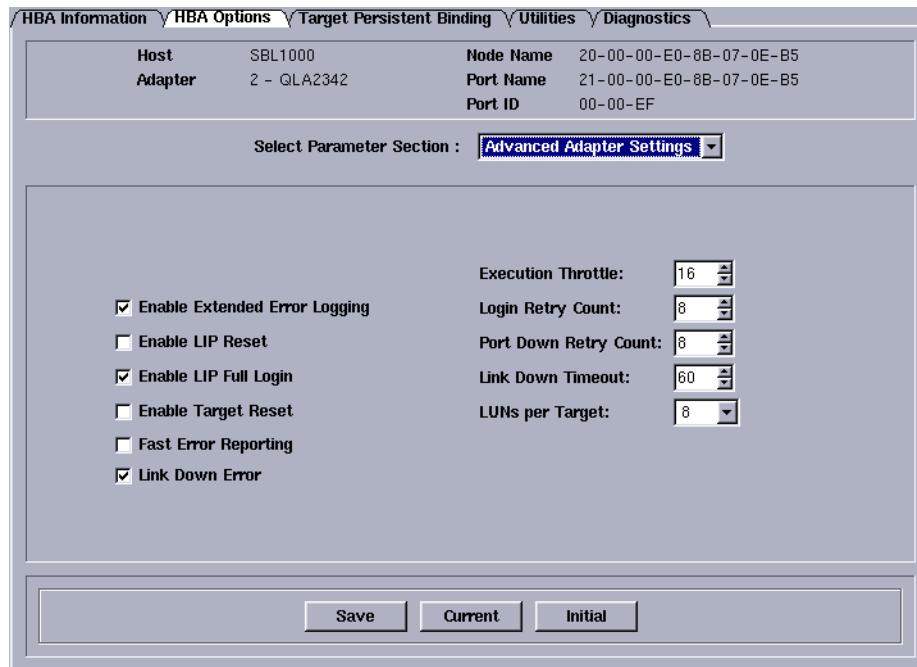 HBA Information HBA Options Target Persistent Binding Utilities Diagnostics
Host SBL1000 Node Name 20-00-00-E0-8B-07-0E-B5
Adapter 2 - QLA2342 Port Name 21-00-00-E0-8B-07-0E-B5
Port ID 00-00-EF
Select Parameter Section : Advanced Adapter Settings
Execution Throttle: 16
Enable Extended Error Logging Login Retry Count: 8
Enable LIP Reset Port Down Retry Count: 8
Enable LIP Full Login Link Down Timeout: 60
Enable Target Reset LUNs per Target: 8
Fast Error Reporting
Link Down Error
Save Current Initial